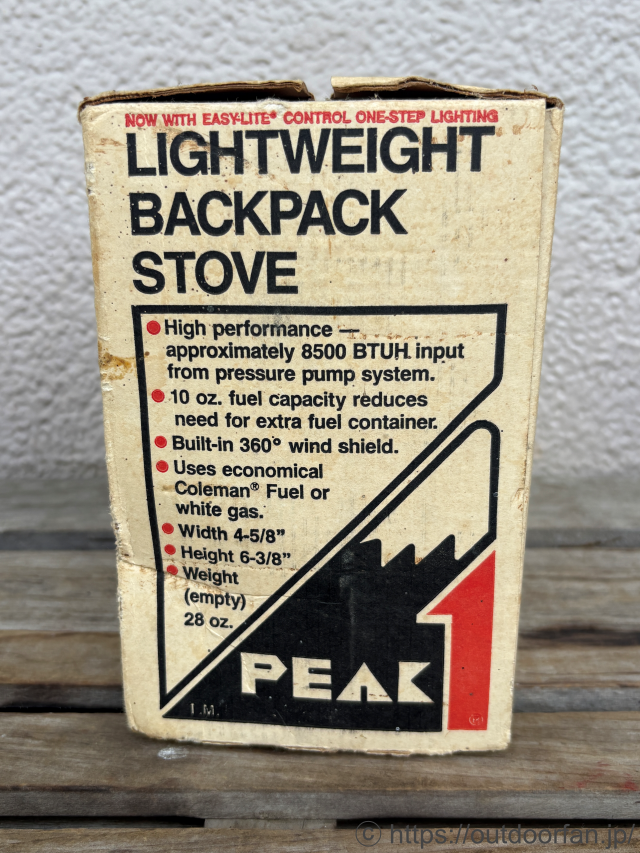 NOW WITH EASY-LITE® CONTROL ONE-STEP LIGHTING
LIGHTWEIGHT
BACKPACK
STOVE
● High performance —
approximately 8500 BTUH input
from pressure pump system.
● 10 oz. fuel capacity reduces
need for extra fuel container.
● Built-in 360° wind shield.
● Uses economical
Coleman® Fuel or
white gas.
● Width 4-5/8"
● Height 6-3/8"
● Weight
(empty)
28 oz.
PEAK 1
I.M.
© https://outdoorfan.jp/